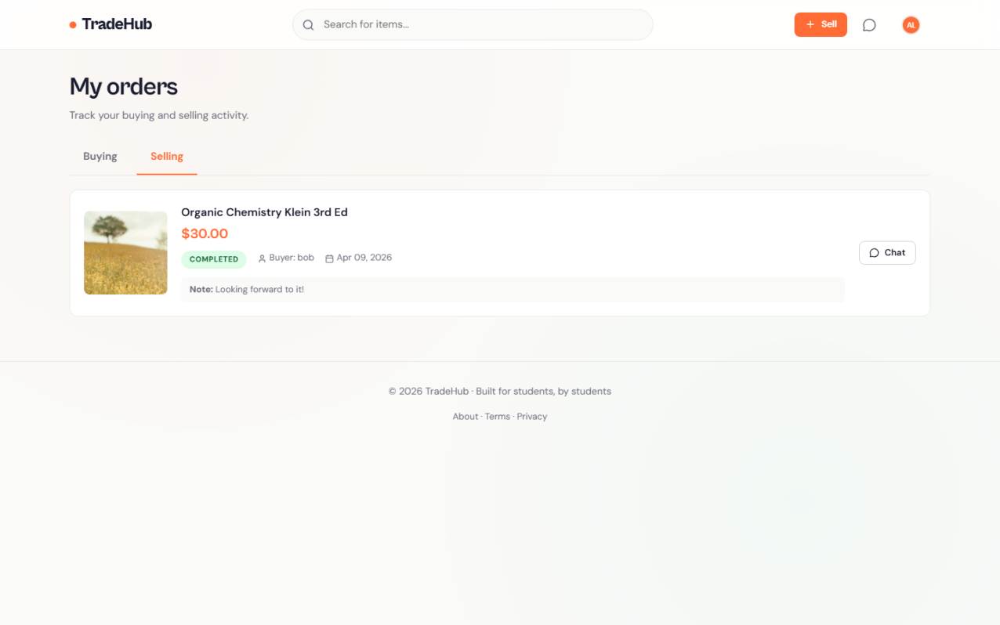 TradeHub
Search for items...
Sell
AL
My orders
Track your buying and selling activity.
Buying
Selling
Organic Chemistry Klein 3rd Ed
$30.00
COMPLETED
Buyer: bob
Apr 09, 2026
Note: Looking forward to it!
Chat
© 2026 TradeHub · Built for students, by students
About · Terms · Privacy